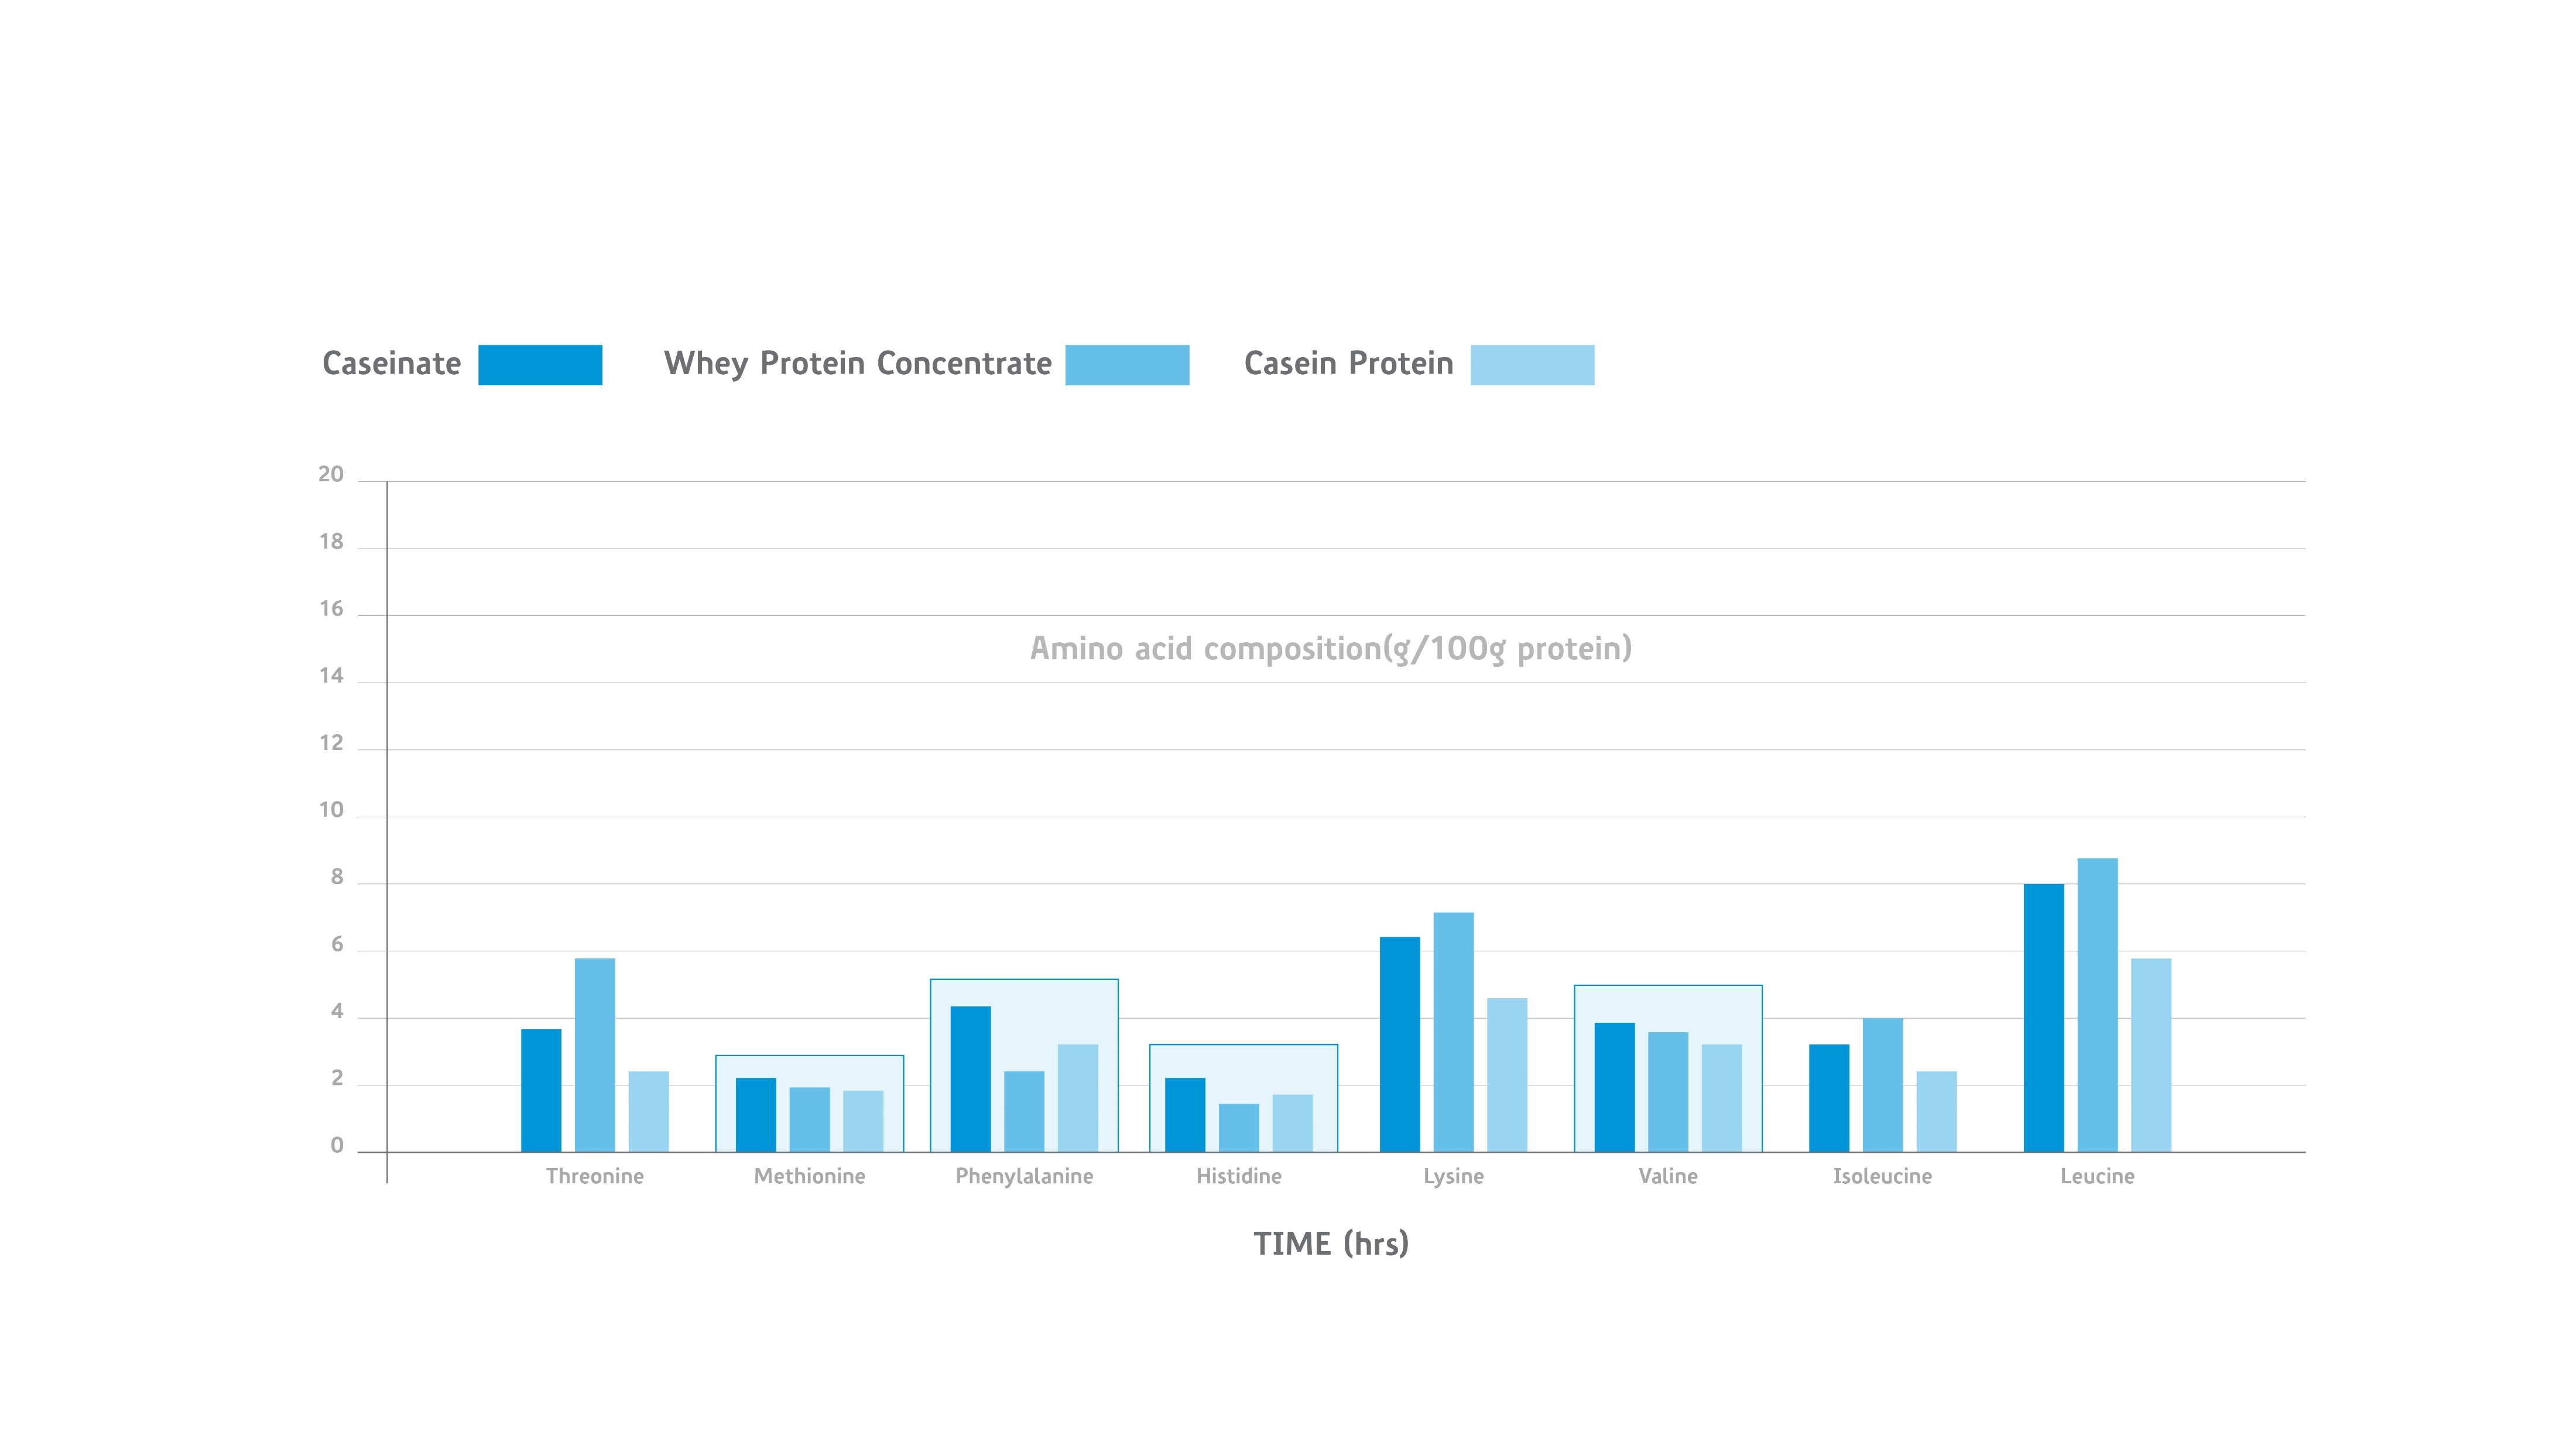 Caseinate Whey Protein Concentrate Casein Protein
20
18
16
Amino acid composition(g/100g protein)
14
12
10
8
6
4
2
0
Threonine Methionine Phenylalanine Histidine Lysine Valine Isoleucine Leucine
TIME (hrs)